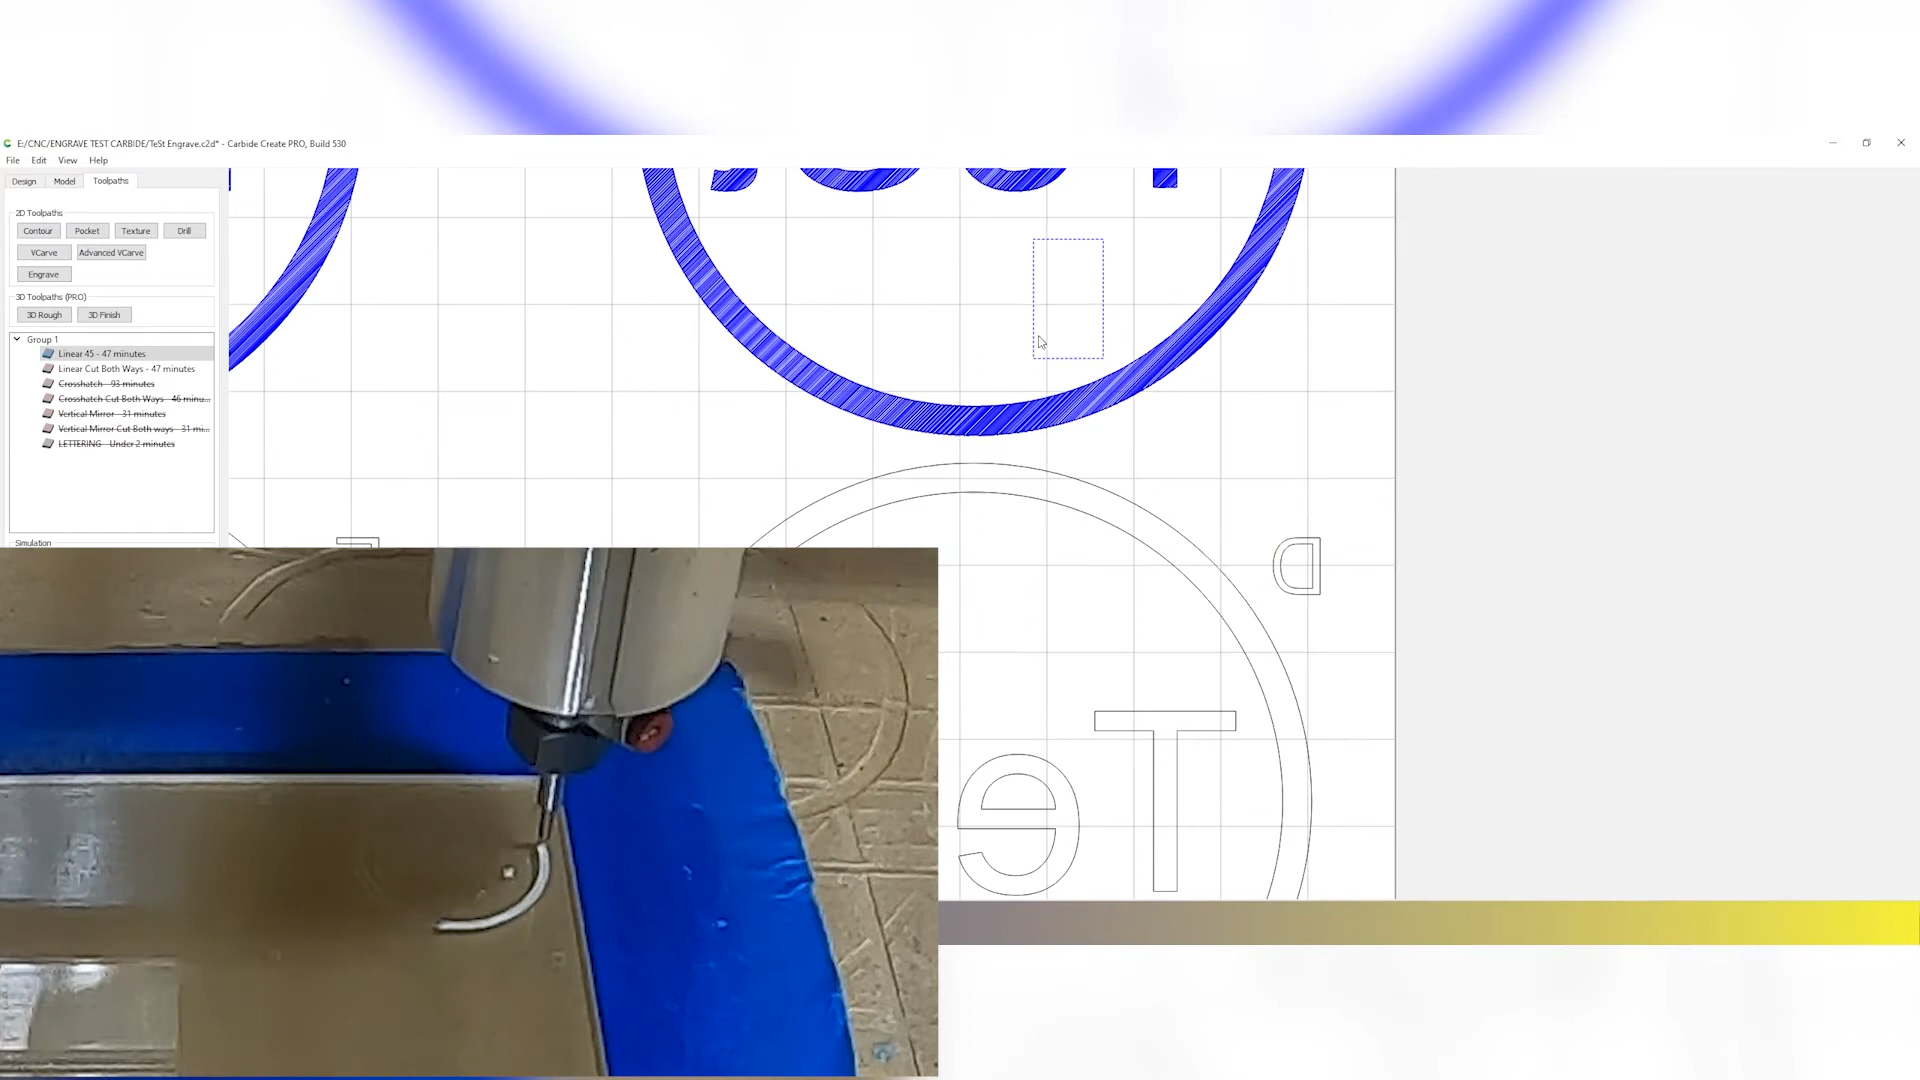 E:/CNC/ENGRAVE TEST CARBIDE/TeSt Engrave.c2d* - Carbide Create PRO, Build 530
File Edit View Help
Design Model Toolpaths
2D Toolpaths
Contour Pocket Texture Drill
VCarve Advanced VCarve
Engrave
3D Toolpaths (PRO)
3D Rough 3D Finish
Group 1
Linear 45 - 47 minutes
Linear Cut Both Ways - 47 minutes
Crosshatch - 93 minutes
Crosshatch Cut Both Ways - 46 minu...
Vertical Mirror - 31 minutes
Vertical Mirror Cut Both ways - 31 mi...
LETTERING - Under 2 minutes
Simulation
D
Te